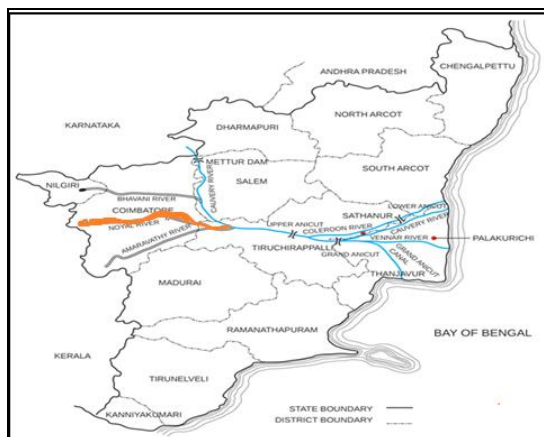 CHENGALPETTU
ANDHRA PRADESH
NORTH ARCOT
KARNATAKA
DHARMAPURI
METTUR DAM
SOUTH ARCOT
NILGIRI
SALEM
CAUVERY RIVER
BHAVANI RIVER
COIMBATORE
NOYAL RIVER
AMARAVATHY RIVER
LOWER ANICUT
SATHANUR
CAUVERY RIVER
UPPER ANICUT
COLEROON RIVER
VENNAR RIVER
PALAKURICHI
TIRUCHIRAPPALLI
GRAND ANICUT
GRAND ANICUT
CANAL
THANJAVUR
MADURAI
RAMANATHAPURAM
BAY OF BENGAL
KERALA
TIRUNELVELI
KANNIYAKUMARI
STATE BOUNDARY
DISTRICT BOUNDARY